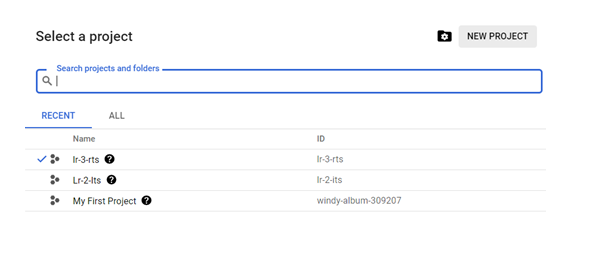 Select a project
NEW PROJECT
Search projects and folders
RECENT ALL
Name ID
lr-3-rts lr-3-rts
Lr-2-lts lr-2-its
My First Project windy-album-309207